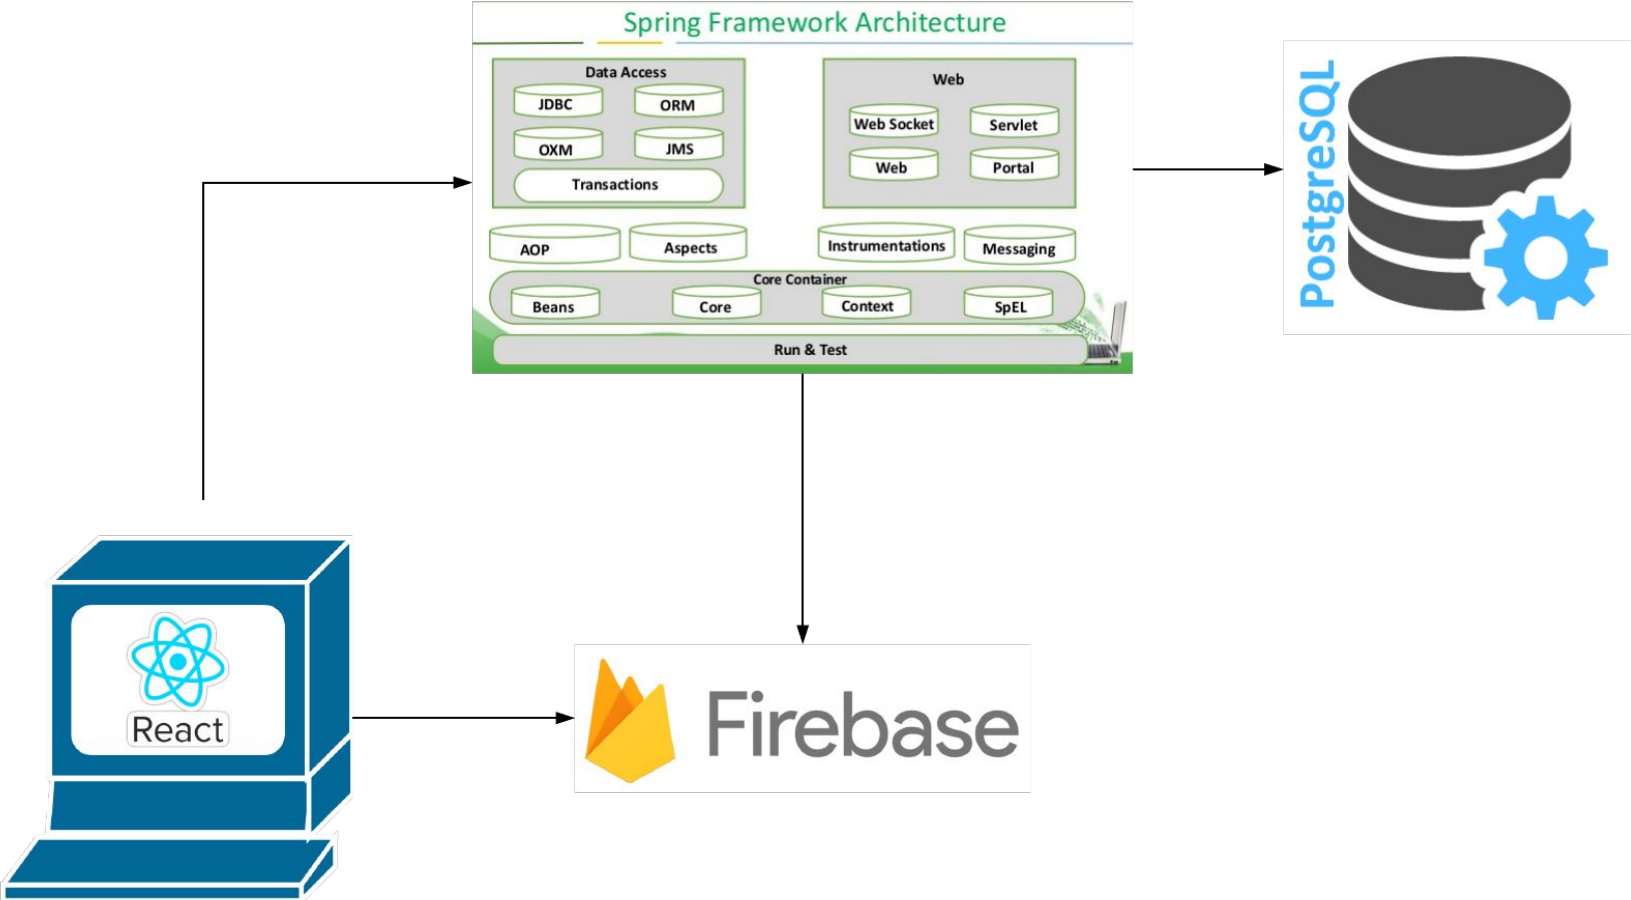 Spring Framework Architecture
Data Access
JDBC
ORM
OXM
JMS
Transactions
Web
Web Socket
Servlet
Web
Portal
AOP
Aspects
Instrumentations
Messaging
Core Container
Beans
Core
Context
SpEL
Run & Test
PostgreSQL
React
Firebase